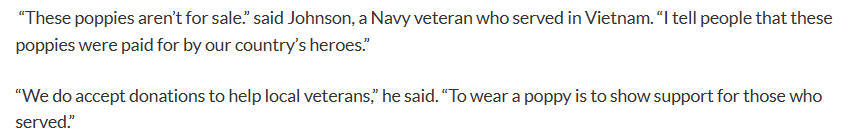 “These poppies aren’t for sale.” said Johnson, a Navy veteran who served in Vietnam. “I tell people that these
poppies were paid for by our country’s heroes.”
“We do accept donations to help local veterans,” he said. “To wear a poppy is to show support for those who
served.”